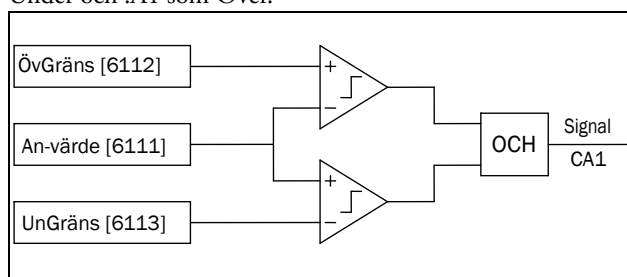 Under och !A1 som Över.
ÖvGräns [6112]
An-värde [6111]
UnGräns [6113]
+
−
+
−
OCH
Signal
CA1